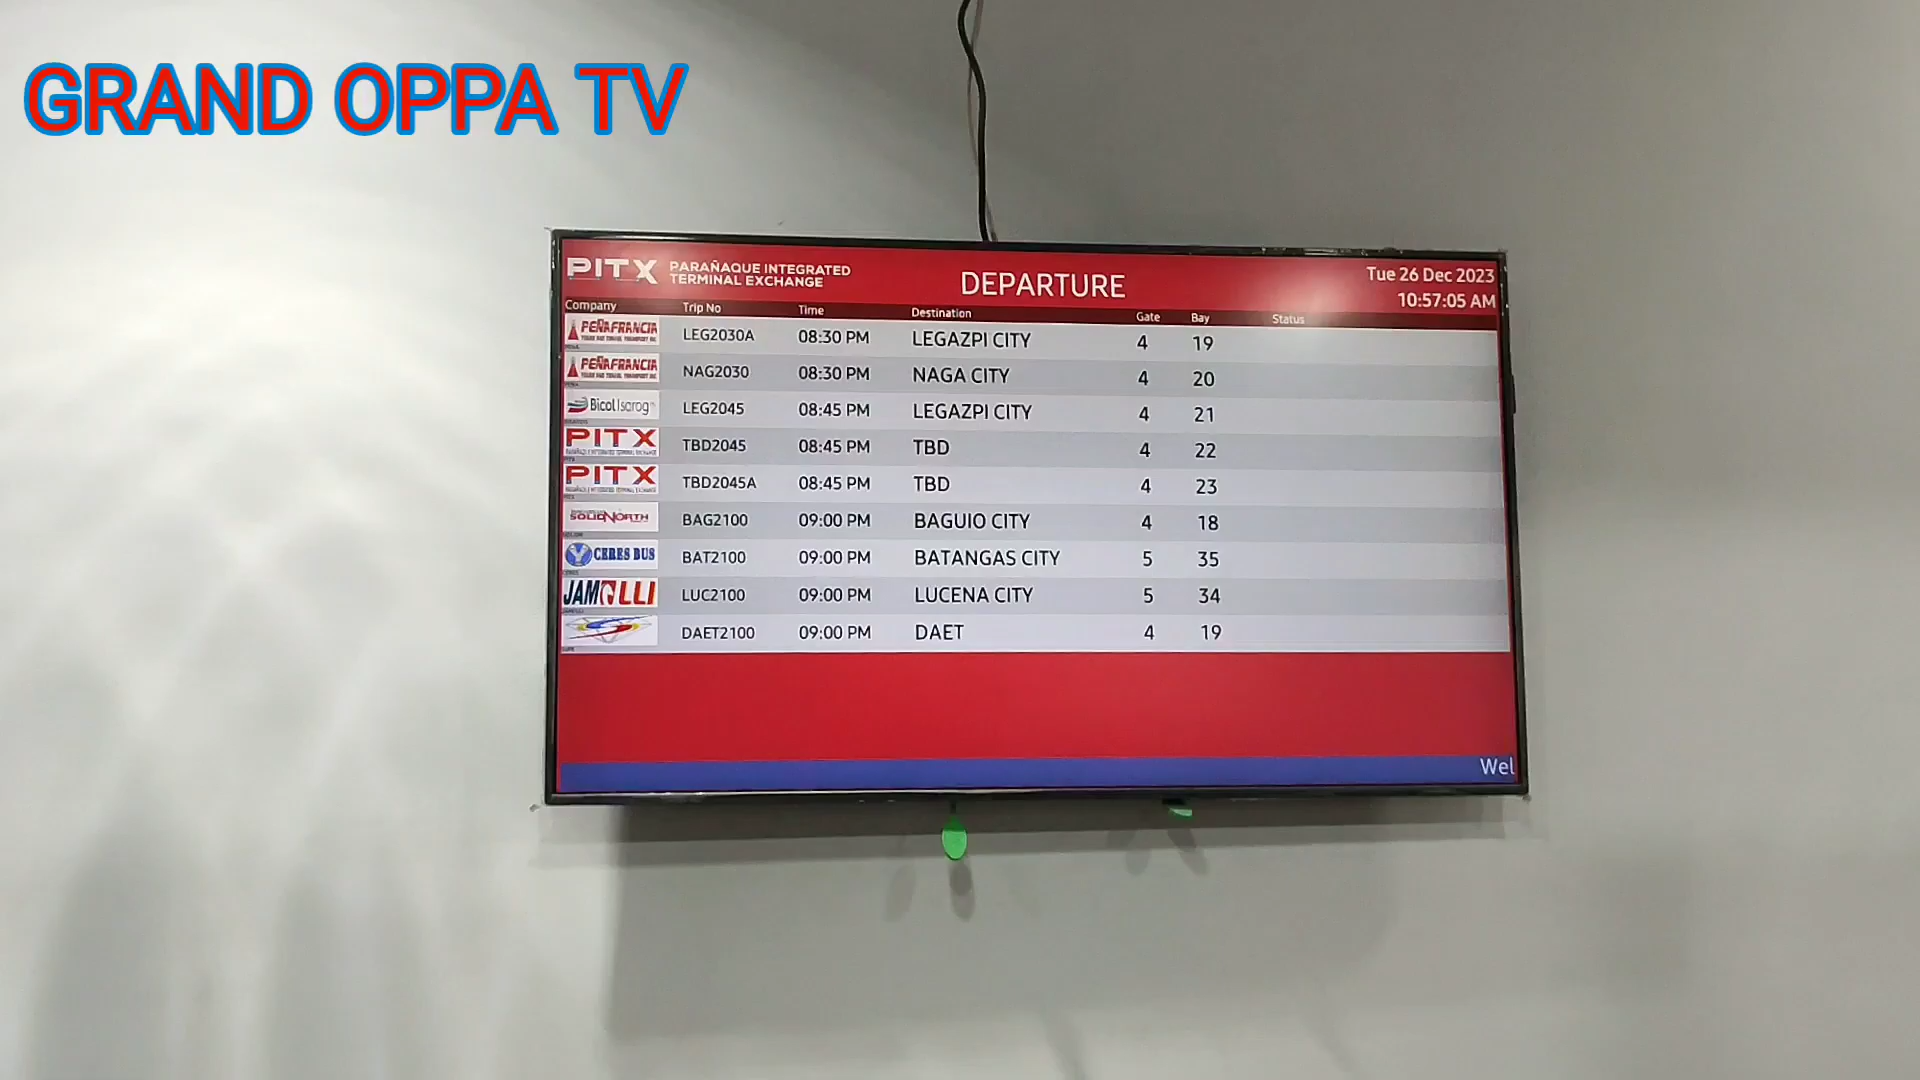 GRAND OPPA TV
PITX PARAÑAQUE INTEGRATED TERMINAL EXCHANGE
DEPARTURE
Tue 26 Dec 2023
10:57:05 AM
Company Trip No Time Destination Gate Bay Status
PEÑAFRANCIA LEG2030A 08:30 PM LEGAZPI CITY 4 19
PEÑAFRANCIA NAG2030 08:30 PM NAGA CITY 4 20
Bicol Isarog LEG2045 08:45 PM LEGAZPI CITY 4 21
PITX TBD2045 08:45 PM TBD 4 22
PITX TBD2045A 08:45 PM TBD 4 23
SOLIDNORTH BAG2100 09:00 PM BAGUIO CITY 4 18
CERES BUS BAT2100 09:00 PM BATANGAS CITY 5 35
JAM LLI LUC2100 09:00 PM LUCENA CITY 5 34
DAET2100 09:00 PM DAET 4 19
Wel